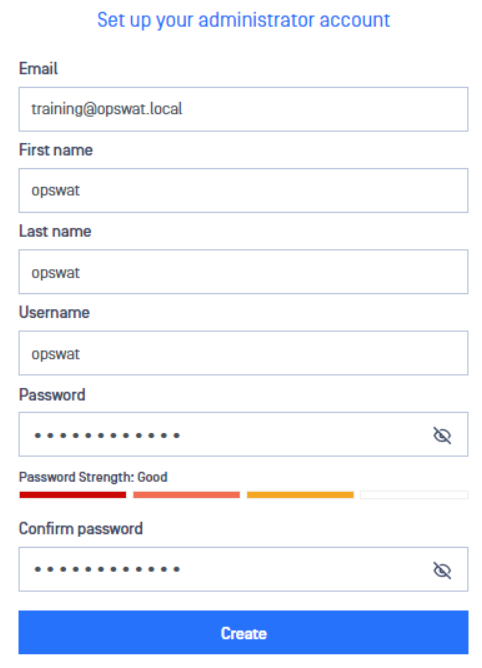 Set up your administrator account
Email
training@opswat.local
First name
opswat
Last name
opswat
Username
opswat
Password
••••••••••••
Password Strength: Good
Confirm password
••••••••••••
Create